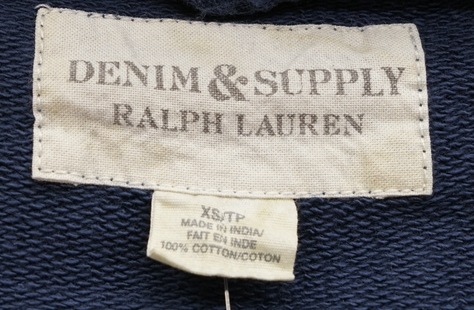 DENIM & SUPPLY
RALPH LAUREN
XS/TP
MADE IN INDIA/
FAIT EN INDE
100% COTTON/COTON